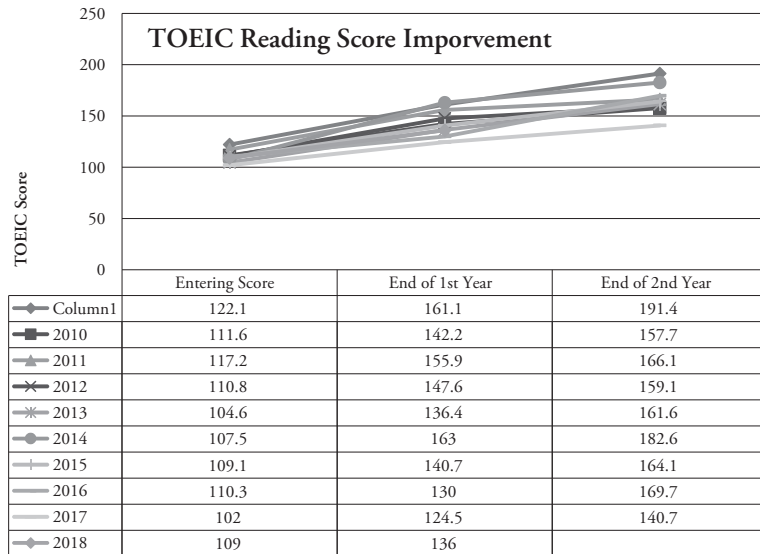 TOEIC Reading Score Imporvement
TOEIC Score
250
200
150
100
50
0
Entering Score End of 1st Year End of 2nd Year
Column1 122.1 161.1 191.4
2010 111.6 142.2 157.7
2011 117.2 155.9 166.1
2012 110.8 147.6 159.1
2013 104.6 136.4 161.6
2014 107.5 163 182.6
2015 109.1 140.7 164.1
2016 110.3 130 169.7
2017 102 124.5 140.7
2018 109 136